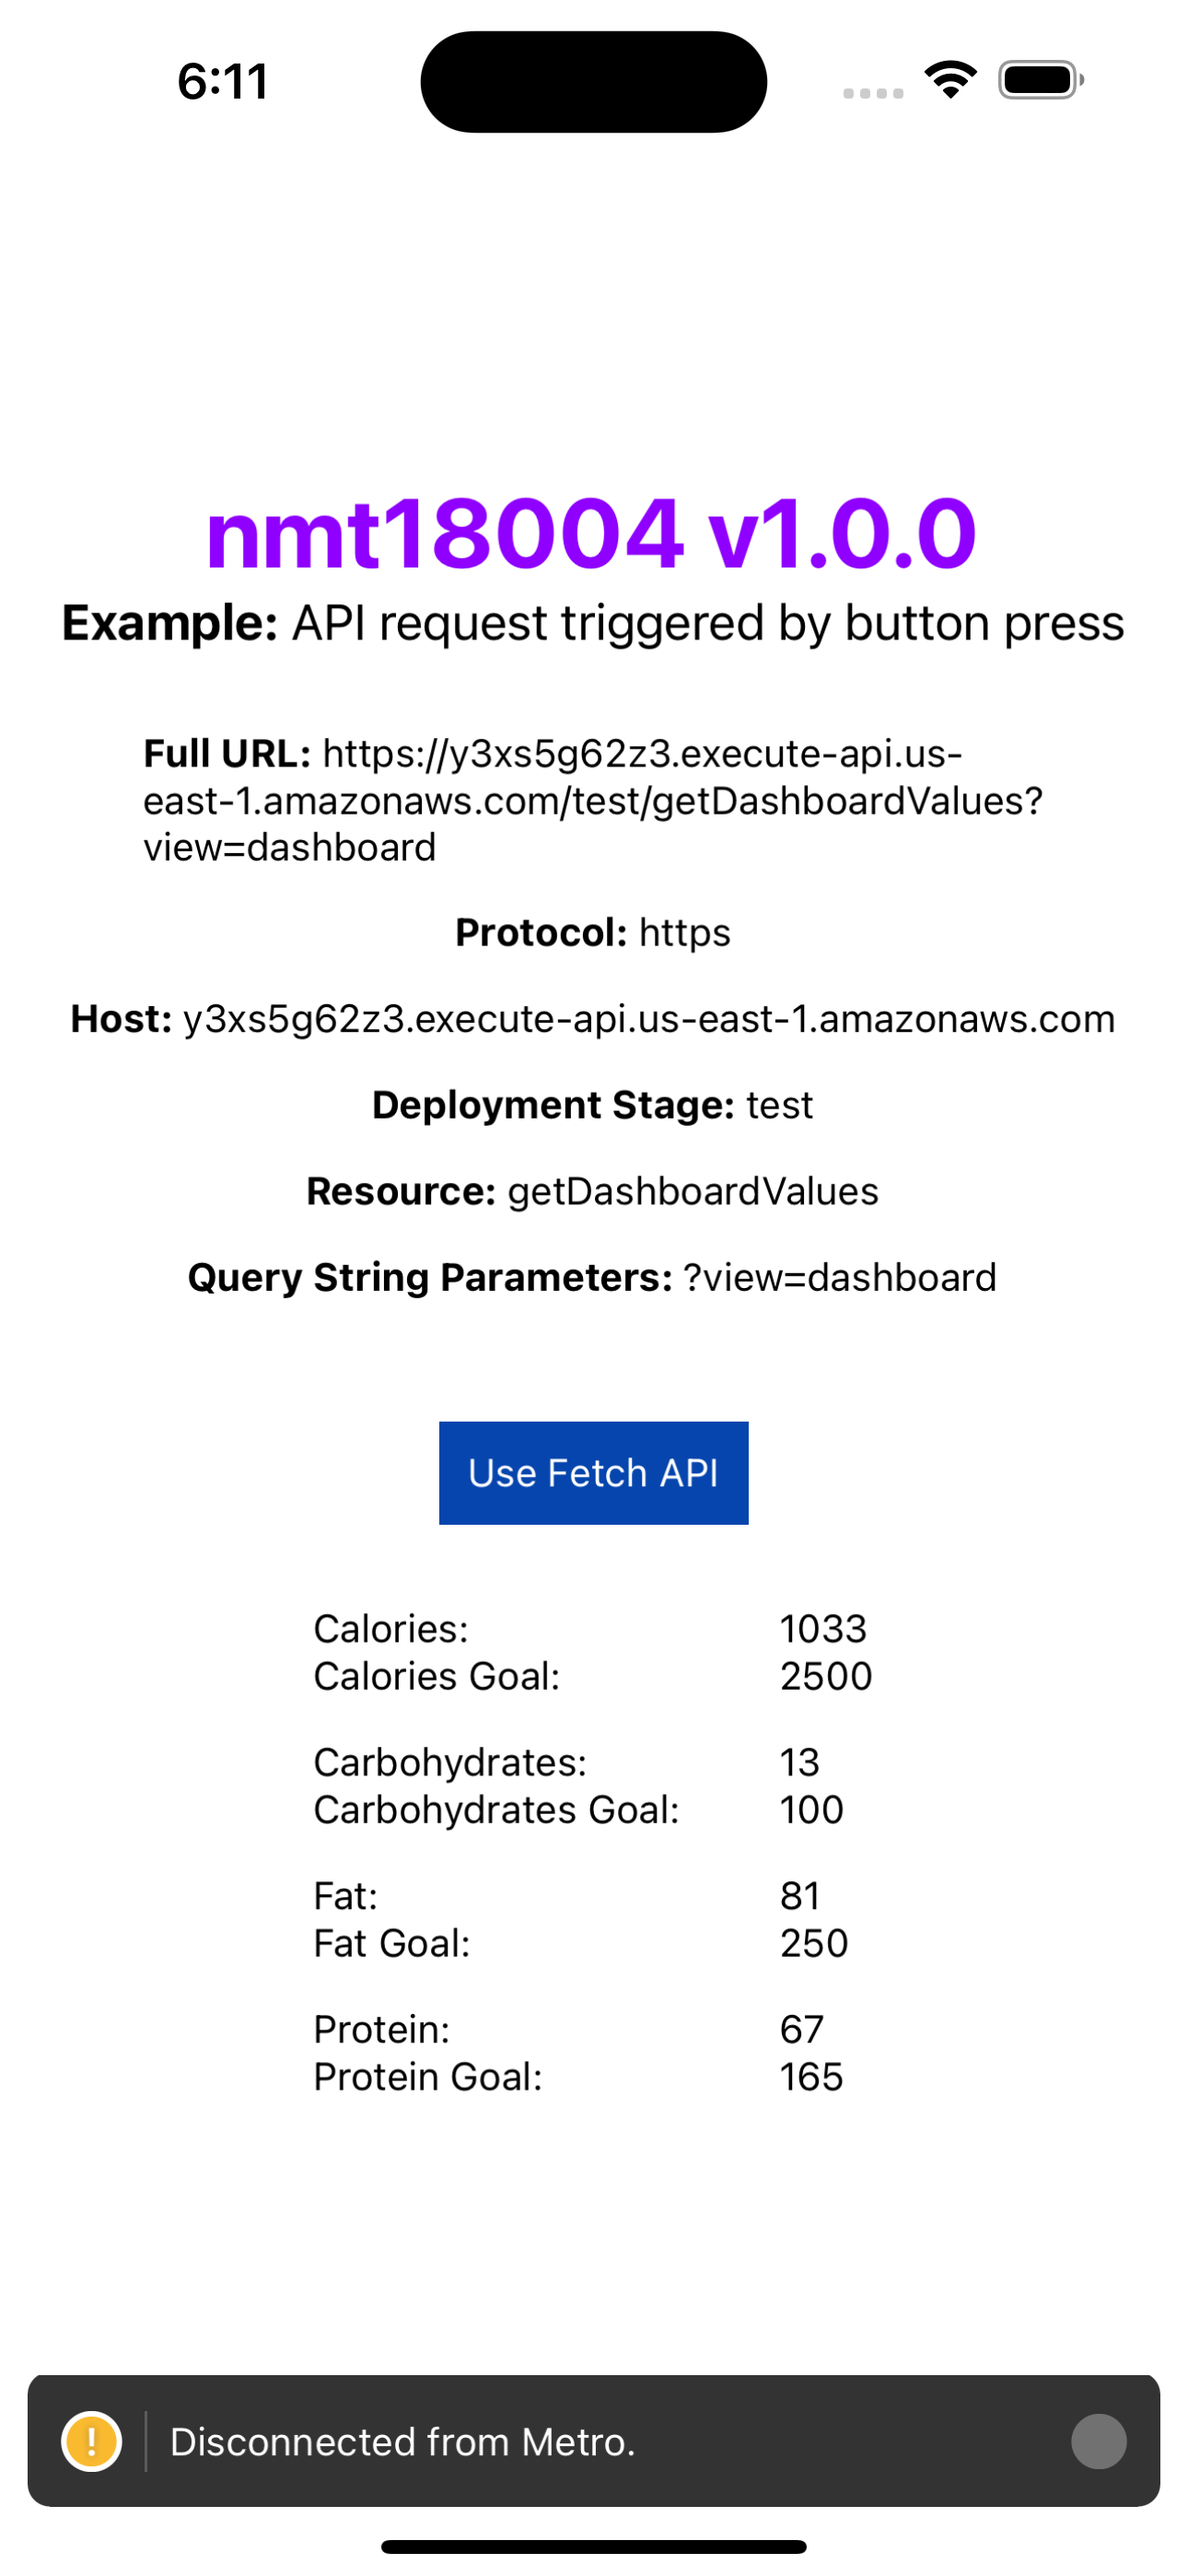 6:11
nmt18004 v1.0.0
Example: API request triggered by button press
Full URL: https://y3xs5g62z3.execute-api.us-
east-1.amazonaws.com/test/getDashboardValues?
view=dashboard
Protocol: https
Host: y3xs5g62z3.execute-api.us-east-1.amazonaws.com
Deployment Stage: test
Resource: getDashboardValues
Query String Parameters: ?view=dashboard
Use Fetch API
Calories: 1033
Calories Goal: 2500
Carbohydrates: 13
Carbohydrates Goal: 100
Fat: 81
Fat Goal: 250
Protein: 67
Protein Goal: 165
! Disconnected from Metro.